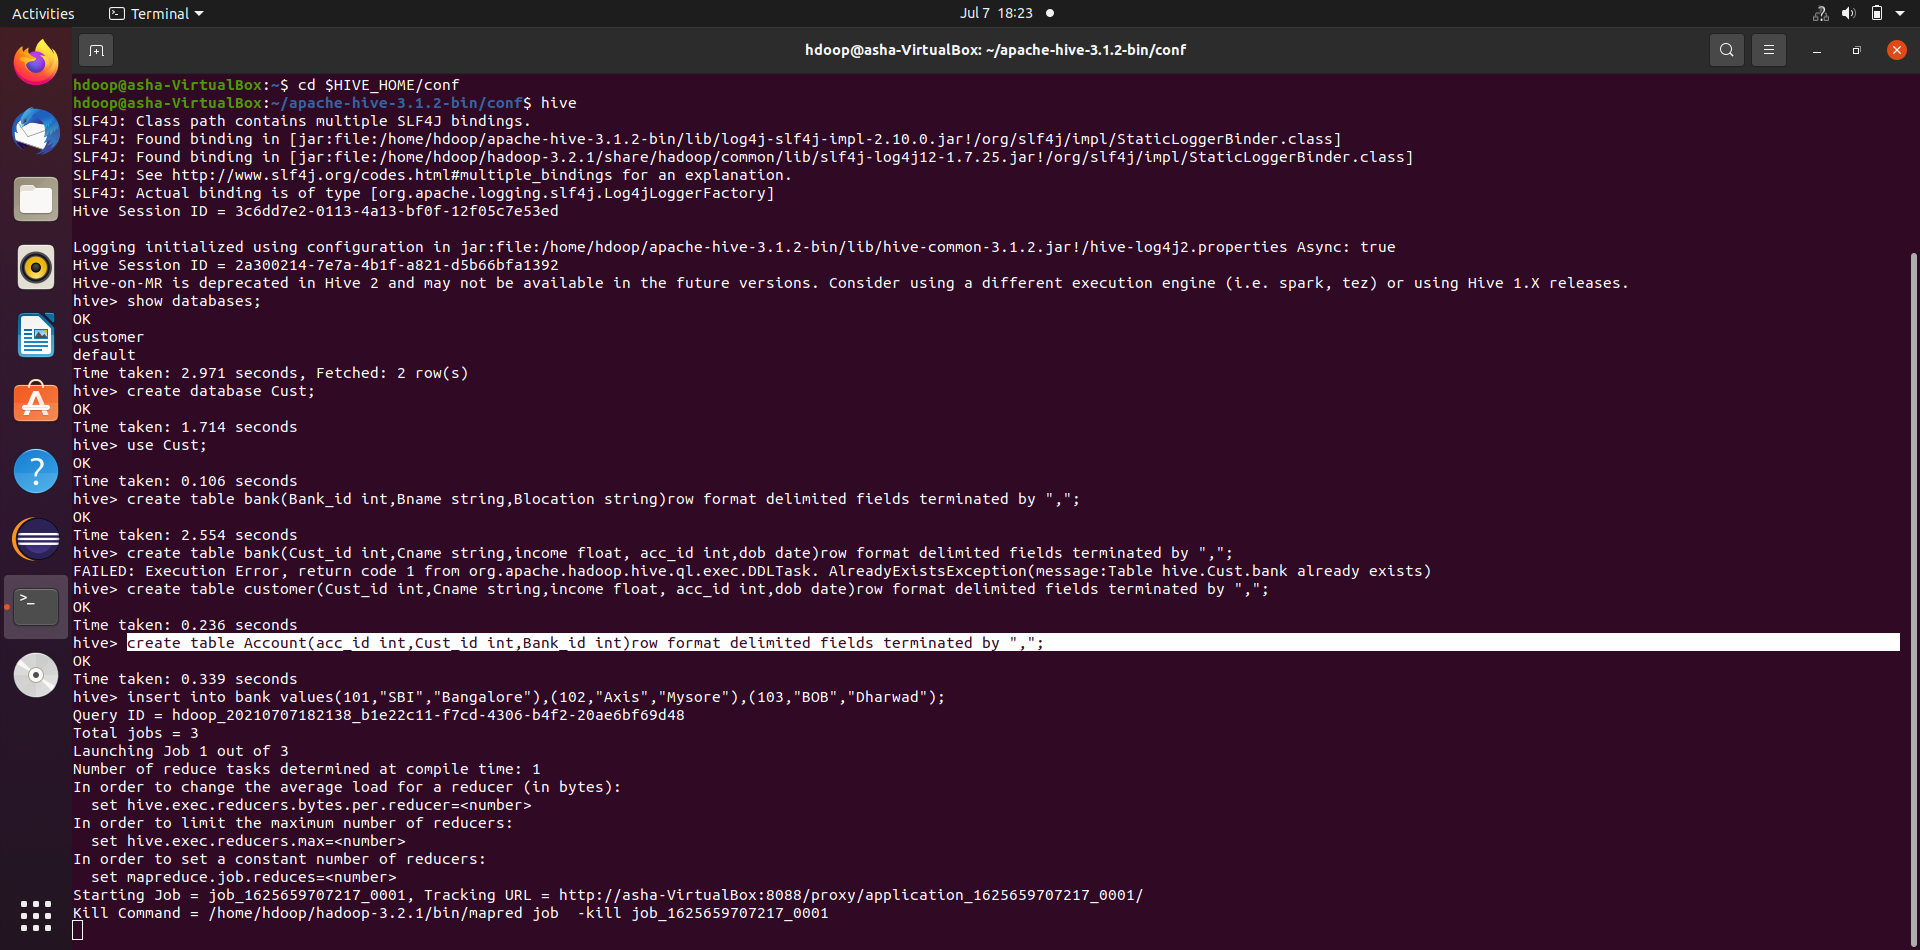 Activities Terminal Jul 7 18:23
hdoop@asha-VirtualBox: ~/apache-hive-3.1.2-bin/conf
hdoop@asha-VirtualBox:~$ cd $HIVE_HOME/conf
hdoop@asha-VirtualBox:~/apache-hive-3.1.2-bin/conf$ hive
SLF4J: Class path contains multiple SLF4J bindings.
SLF4J: Found binding in [jar:file:/home/hdoop/apache-hive-3.1.2-bin/lib/log4j-slf4j-impl-2.10.0.jar!/org/slf4j/impl/StaticLoggerBinder.class]
SLF4J: Found binding in [jar:file:/home/hdoop/hadoop-3.2.1/share/hadoop/common/lib/slf4j-log4j12-1.7.25.jar!/org/slf4j/impl/StaticLoggerBinder.class]
SLF4J: See http://www.slf4j.org/codes.html#multiple_bindings for an explanation.
SLF4J: Actual binding is of type [org.apache.logging.slf4j.Log4jLoggerFactory]
Hive Session ID = 3c6dd7e2-0113-4a13-bf0f-12f05c7e53ed
Logging initialized using configuration in jar:file:/home/hdoop/apache-hive-3.1.2-bin/lib/hive-common-3.1.2.jar!/hive-log4j2.properties Async: true
Hive Session ID = 2a300214-7e7a-4b1f-a821-d5b66bfa1392
Hive-on-MR is deprecated in Hive 2 and may not be available in the future versions. Consider using a different execution engine (i.e. spark, tez) or using Hive 1.X releases.
hive> show databases;
OK
customer
default
Time taken: 2.971 seconds, Fetched: 2 row(s)
hive> create database Cust;
OK
Time taken: 1.714 seconds
hive> use Cust;
OK
Time taken: 0.106 seconds
hive> create table bank(Bank_id int,Bname string,Blocation string)row format delimited fields terminated by ",";
OK
Time taken: 2.554 seconds
hive> create table bank(Cust_id int,Cname string,income float, acc_id int,dob date)row format delimited fields terminated by ",";
FAILED: Execution Error, return code 1 from org.apache.hadoop.hive.ql.exec.DDLTask. AlreadyExistsException(message:Table hive.Cust.bank already exists)
hive> create table customer(Cust_id int,Cname string,income float, acc_id int,dob date)row format delimited fields terminated by ",";
OK
Time taken: 0.236 seconds
hive> create table Account(acc_id int,Cust_id int,Bank_id int)row format delimited fields terminated by ",";
OK
Time taken: 0.339 seconds
hive> insert into bank values(101,"SBI","Bangalore"),(102,"Axis","Mysore"),(103,"BOB","Dharwad");
Query ID = hdoop_20210707182138_b1e22c11-f7cd-4306-b4f2-20ae6bf69d48
Total jobs = 3
Launching Job 1 out of 3
Number of reduce tasks determined at compile time: 1
In order to change the average load for a reducer (in bytes):
  set hive.exec.reducers.bytes.per.reducer=<number>
In order to limit the maximum number of reducers:
  set hive.exec.reducers.max=<number>
In order to set a constant number of reducers:
  set mapreduce.job.reduces=<number>
Starting Job = job_1625659707217_0001, Tracking URL = http://asha-VirtualBox:8088/proxy/application_1625659707217_0001/
Kill Command = /home/hdoop/hadoop-3.2.1/bin/mapred job  -kill job_1625659707217_0001